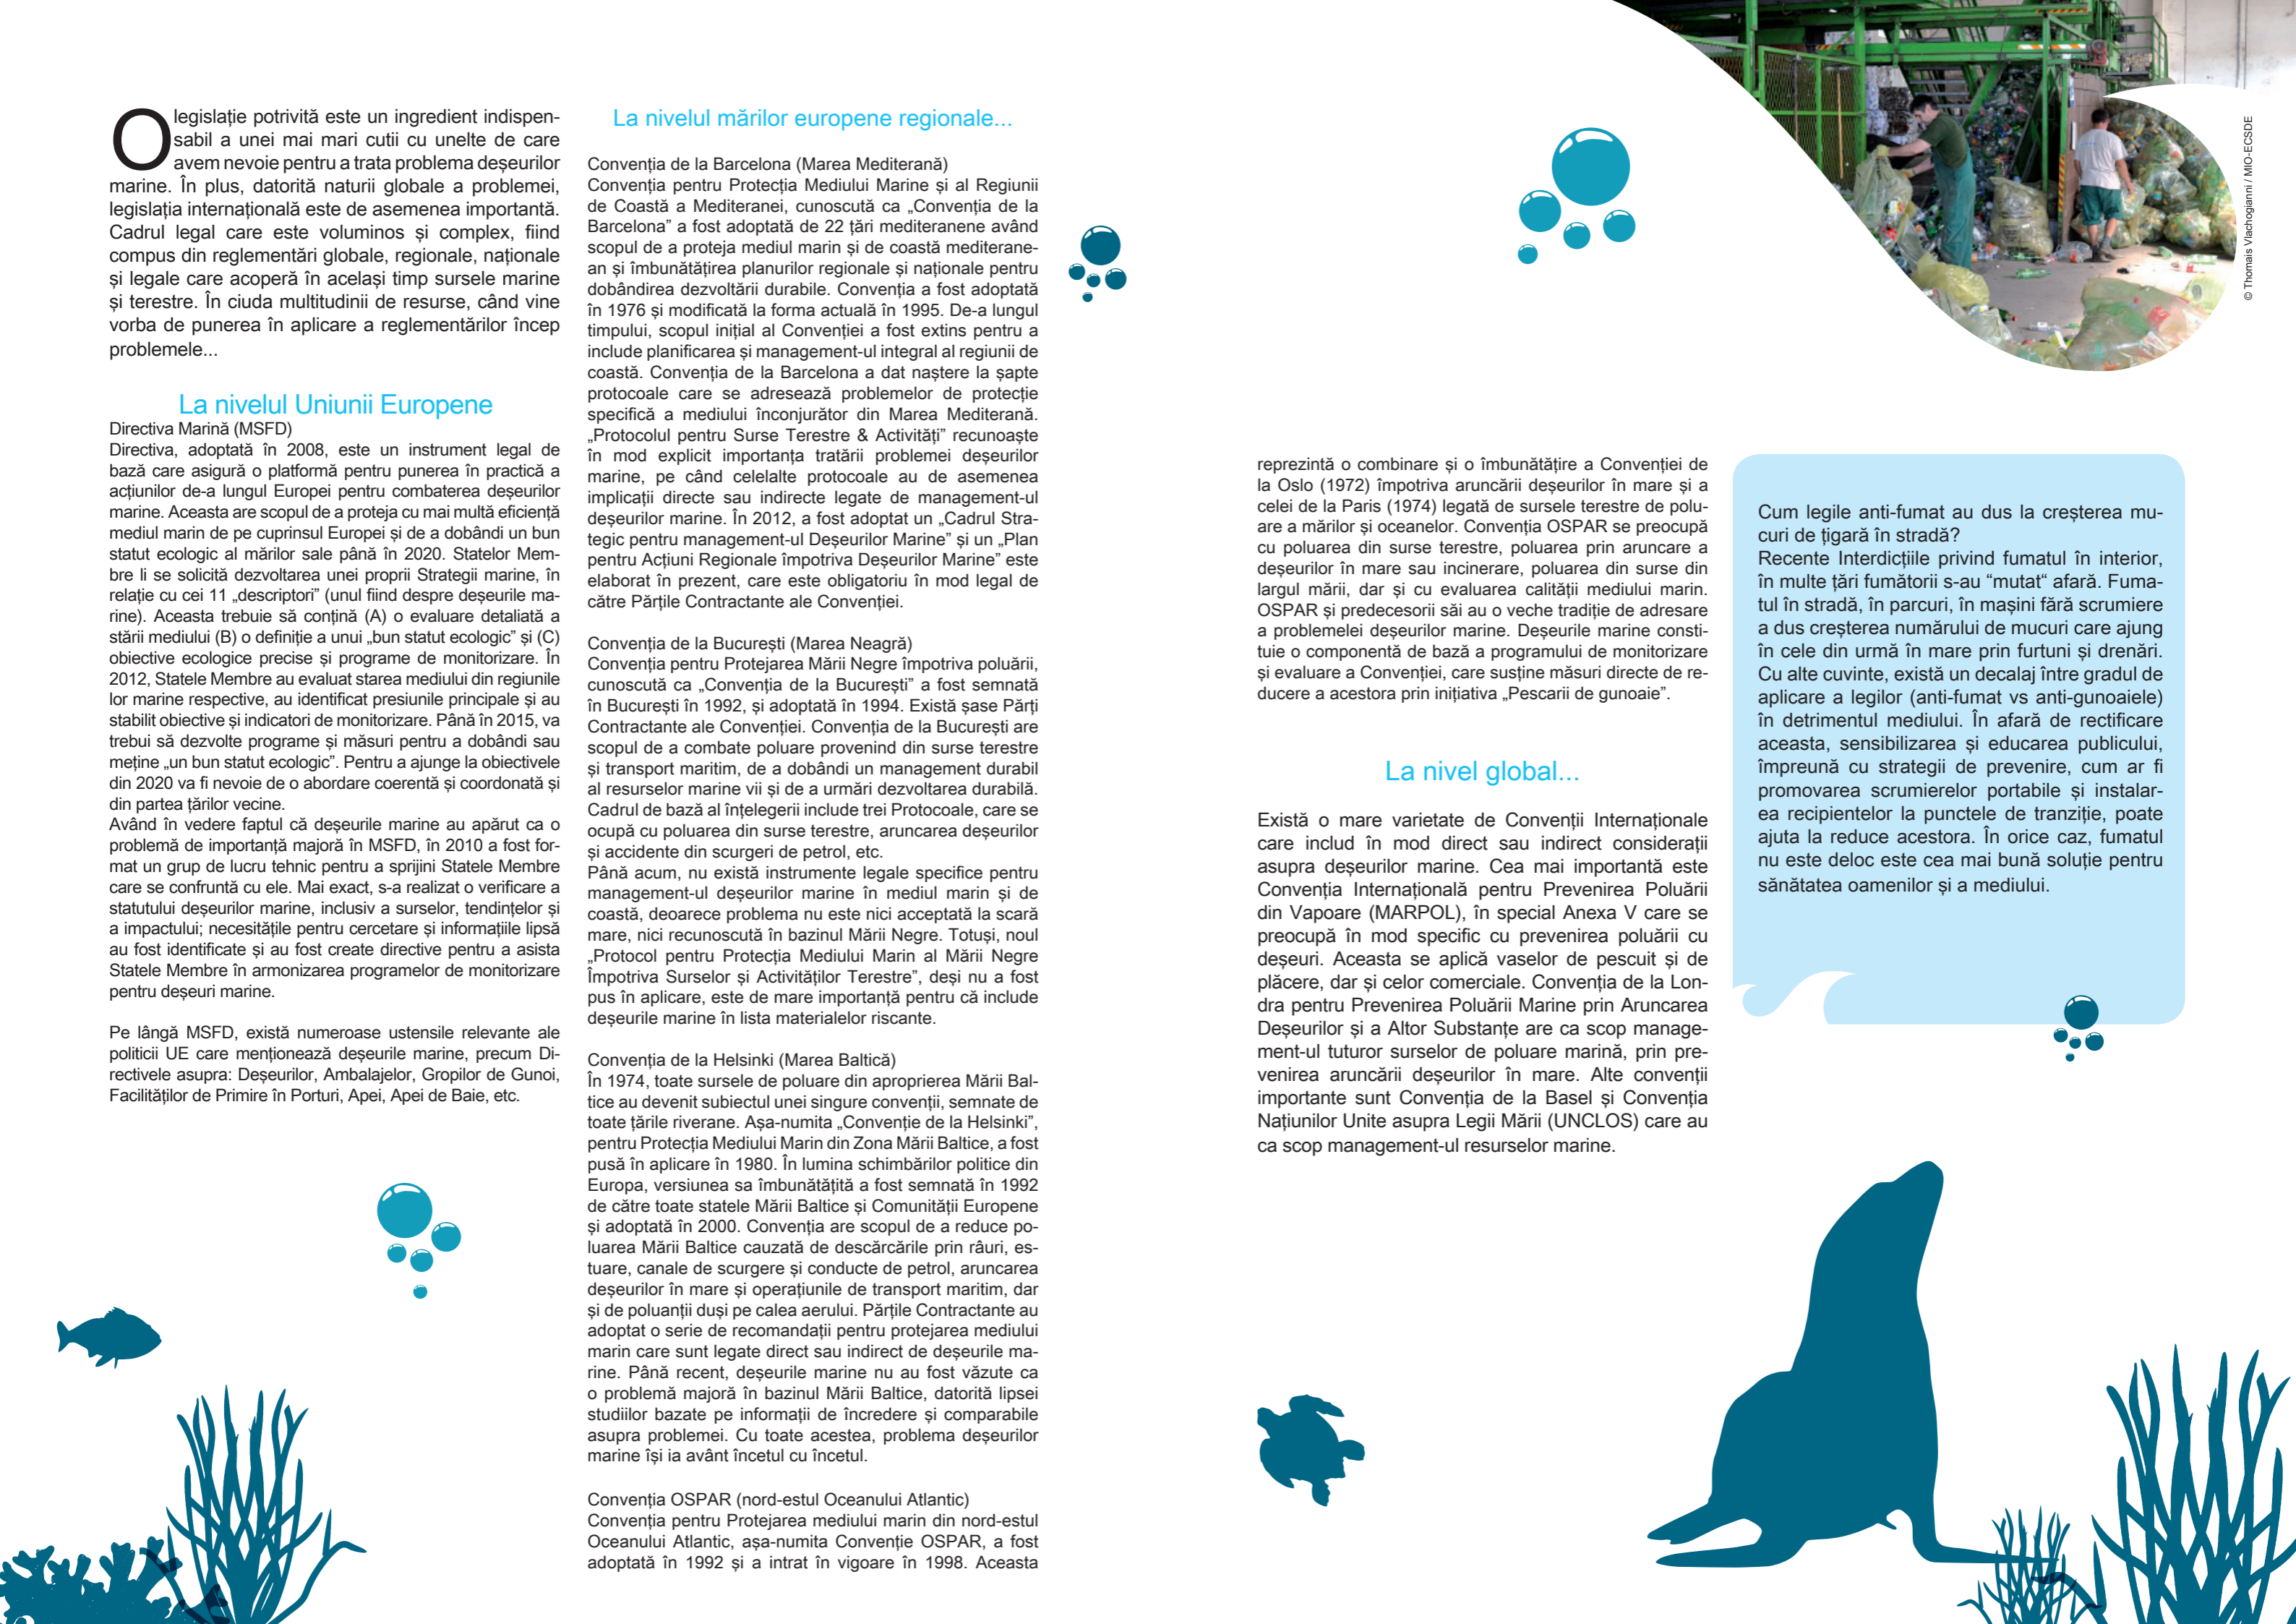 O legislație potrivită este un ingredient indispen-
sabil a unei mai mari cutii cu unelte de care
avem nevoie pentru a trata problema deșeurilor
marine. În plus, datorită naturii globale a problemei,
legislația internațională este de asemenea importantă.
Cadrul legal care este voluminos și complex, fiind
compus din reglementări globale, regionale, naționale
și legale care acoperă în același timp sursele marine
și terestre. În ciuda multitudinii de resurse, când vine
vorba de punerea în aplicare a reglementărilor încep
problemele...
La nivelul Uniunii Europene
Directiva Marină (MSFD)
Directiva, adoptată în 2008, este un instrument legal de
bază care asigură o platformă pentru punerea în practică a
acțiunilor de-a lungul Europei pentru combaterea deșeurilor
marine. Aceasta are scopul de a proteja cu mai multă eficiență
mediul marin de pe cuprinsul Europei și de a dobândi un bun
statut ecologic al mărilor sale până în 2020. Statelor Mem-
bre li se solicită dezvoltarea unei proprii Strategii marine, în
relație cu cei 11 „descriptori” (unul fiind despre deșeurile ma-
rine). Aceasta trebuie să conțină (A) o evaluare detaliată a
stării mediului (B) o definiție a unui „bun statut ecologic” și (C)
obiective ecologice precise și programe de monitorizare. În
2012, Statele Membre au evaluat starea mediului din regiunile
lor marine respective, au identificat presiunile principale și au
stabilit obiective și indicatori de monitorizare. Până în 2015, va
trebui să dezvolte programe și măsuri pentru a dobândi sau
meține „un bun statut ecologic”. Pentru a ajunge la obiectivele
din 2020 va fi nevoie de o abordare coerentă și coordonată și
din partea țărilor vecine.
Având în vedere faptul că deșeurile marine au apărut ca o
problemă de importanță majoră în MSFD, în 2010 a fost for-
mat un grup de lucru tehnic pentru a sprijini Statele Membre
care se confruntă cu ele. Mai exact, s-a realizat o verificare a
statutului deșeurilor marine, inclusiv a surselor, tendințelor și
a impactului; necesitățile pentru cercetare și informațiile lipsă
au fost identificate și au fost create directive pentru a asista
Statele Membre în armonizarea programelor de monitorizare
pentru deșeuri marine.
Pe lângă MSFD, există numeroase ustensile relevante ale
politicii UE care menționează deșeurile marine, precum Di-
rectivele asupra: Deșeurilor, Ambalajelor, Gropilor de Gunoi,
Facilităților de Primire în Porturi, Apei, Apei de Baie, etc.
La nivelul mărilor europene regionale...
Convenția de la Barcelona (Marea Mediterană)
Convenția pentru Protecția Mediului Marine și al Regiunii
de Coastă a Mediteranei, cunoscută ca „Convenția de la
Barcelona” a fost adoptată de 22 țări mediteranene având
scopul de a proteja mediul marin și de coastă mediterane-
an și îmbunătățirea planurilor regionale și naționale pentru
dobândirea dezvoltării durabile. Convenția a fost adoptată
în 1976 și modificată la forma actuală în 1995. De-a lungul
timpului, scopul inițial al Convenției a fost extins pentru a
include planificarea și management-ul integral al regiunii de
coastă. Convenția de la Barcelona a dat naștere la șapte
protocoale care se adresează problemelor de protecție
specifică a mediului înconjurător din Marea Mediterană.
„Protocolul pentru Surse Terestre & Activități” recunoaște
în mod explicit importanța tratării problemei deșeurilor
marine, pe când celelalte protocoale au de asemenea
implicații directe sau indirecte legate de management-ul
deșeurilor marine. În 2012, a fost adoptat un „Cadrul Stra-
tegic pentru management-ul Deșeurilor Marine” și un „Plan
pentru Acțiuni Regionale împotriva Deșeurilor Marine” este
elaborat în prezent, care este obligatoriu în mod legal de
către Părțile Contractante ale Convenției.
Convenția de la București (Marea Neagră)
Convenția pentru Protejarea Mării Negre împotriva poluării,
cunoscută ca „Convenția de la București” a fost semnată
în București în 1992, și adoptată în 1994. Există șase Părți
Contractante ale Convenției. Convenția de la București are
scopul de a combate poluare provenind din surse terestre
și transport maritim, de a dobândi un management durabil
al resurselor marine vii și de a urmări dezvoltarea durabilă.
Cadrul de bază al înțelegerii include trei Protocoale, care se
ocupă cu poluarea din surse terestre, aruncarea deșeurilor
și accidente din scurgeri de petrol, etc.
Până acum, nu există instrumente legale specifice pentru
management-ul deșeurilor marine în mediul marin și de
coastă, deoarece problema nu este nici acceptată la scară
mare, nici recunoscută în bazinul Mării Negre. Totuși, noul
„Protocol pentru Protecția Mediului Marin al Mării Negre
Împotriva Surselor și Activităților Terestre”, deși nu a fost
pus în aplicare, este de mare importanță pentru că include
deșeurile marine în lista materialelor riscante.
Convenția de la Helsinki (Marea Baltică)
În 1974, toate sursele de poluare din aproprierea Mării Bal-
tice au devenit subiectul unei singure convenții, semnate de
toate țările riverane. Așa-numita „Convenție de la Helsinki”,
pentru Protecția Mediului Marin din Zona Mării Baltice, a fost
pusă în aplicare în 1980. În lumina schimbărilor politice din
Europa, versiunea sa îmbunătățită a fost semnată în 1992
de către toate statele Mării Baltice și Comunității Europene
și adoptată în 2000. Convenția are scopul de a reduce po-
luarea Mării Baltice cauzată de descărcările prin râuri, es-
tuare, canale de scurgere și conducte de petrol, aruncarea
deșeurilor în mare și operațiunile de transport maritim, dar
și de poluanții duși pe calea aerului. Părțile Contractante au
adoptat o serie de recomandații pentru protejarea mediului
marin care sunt legate direct sau indirect de deșeurile ma-
rine. Până recent, deșeurile marine nu au fost văzute ca
o problemă majoră în bazinul Mării Baltice, datorită lipsei
studiilor bazate pe informații de încredere și comparabile
asupra problemei. Cu toate acestea, problema deșeurilor
marine își ia avânt încetul cu încetul.
Convenția OSPAR (nord-estul Oceanului Atlantic)
Convenția pentru Protejarea mediului marin din nord-estul
Oceanului Atlantic, așa-numita Convenție OSPAR, a fost
adoptată în 1992 și a intrat în vigoare în 1998. Aceasta
reprezintă o combinare și o îmbunătățire a Convenției de
la Oslo (1972) împotriva aruncării deșeurilor în mare și a
celei de la Paris (1974) legată de sursele terestre de polu-
are a mărilor și oceanelor. Convenția OSPAR se preocupă
cu poluarea din surse terestre, poluarea prin aruncare a
deșeurilor în mare sau incinerare, poluarea din surse din
largul mării, dar și cu evaluarea calității mediului marin.
OSPAR și predecesorii săi au o veche tradiție de adresare
a problemelei deșeurilor marine. Deșeurile marine consti-
tuie o componentă de bază a programului de monitorizare
și evaluare a Convenției, care susține măsuri directe de re-
ducere a acestora prin inițiativa „Pescarii de gunoaie”.
La nivel global...
Există o mare varietate de Convenții Internaționale
care includ în mod direct sau indirect considerații
asupra deșeurilor marine. Cea mai importantă este
Convenția Internațională pentru Prevenirea Poluării
din Vapoare (MARPOL), în special Anexa V care se
preocupă în mod specific cu prevenirea poluării cu
deșeuri. Aceasta se aplică vaselor de pescuit și de
plăcere, dar și celor comerciale. Convenția de la Lon-
dra pentru Prevenirea Poluării Marine prin Aruncarea
Deșeurilor și a Altor Substanțe are ca scop manage-
ment-ul tuturor surselor de poluare marină, prin pre-
venirea aruncării deșeurilor în mare. Alte convenții
importante sunt Convenția de la Basel și Convenția
Națiunilor Unite asupra Legii Mării (UNCLOS) care au
ca scop management-ul resurselor marine.
© Thomais Vlachogianni / MIO-ECSDE
Cum legile anti-fumat au dus la creșterea mu-
curi de țigară în stradă?
Recente Interdicțiile privind fumatul în interior,
în multe țări fumătorii s-au “mutat“ afară. Fuma-
tul în stradă, în parcuri, în mașini fără scrumiere
a dus creșterea numărului de mucuri care ajung
în cele din urmă în mare prin furtuni și drenări.
Cu alte cuvinte, există un decalaj între gradul de
aplicare a legilor (anti-fumat vs anti-gunoaiele)
în detrimentul mediului. În afară de rectificare
aceasta, sensibilizarea și educarea publicului,
împreună cu strategii de prevenire, cum ar fi
promovarea scrumierelor portabile și instalar-
ea recipientelor la punctele de tranziție, poate
ajuta la reduce acestora. În orice caz, fumatul
nu este deloc este cea mai bună soluție pentru
sănătatea oamenilor și a mediului.